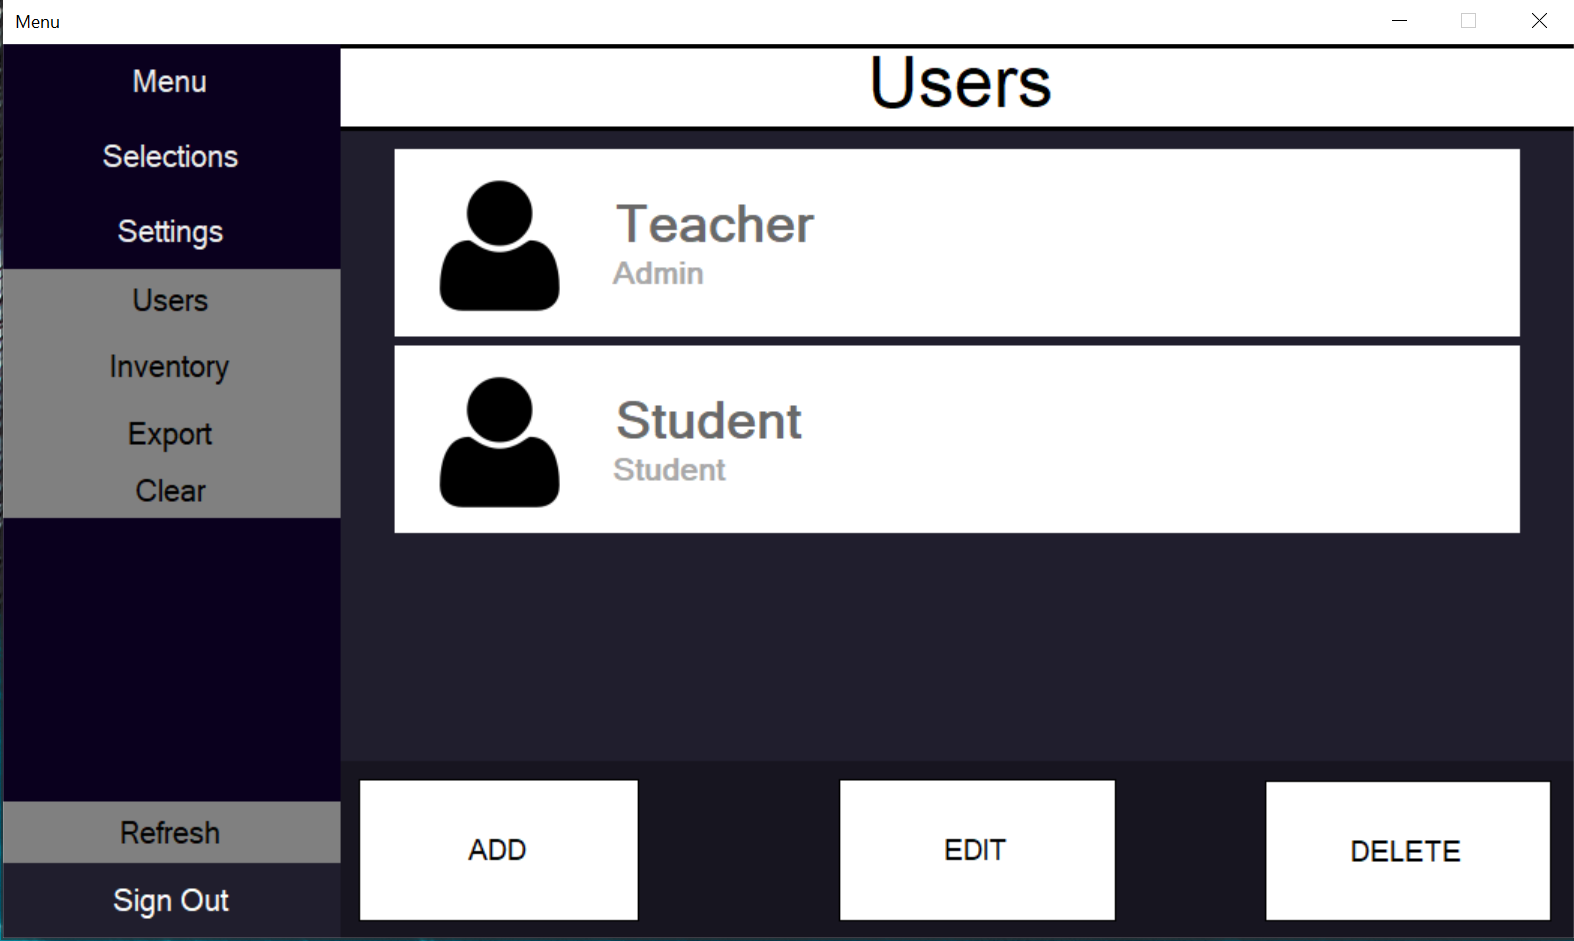 Menu
Menu
Selections
Settings
Users
Inventory
Export
Clear
Refresh
Sign Out
Users
Teacher
Admin
Student
Student
ADD
EDIT
DELETE